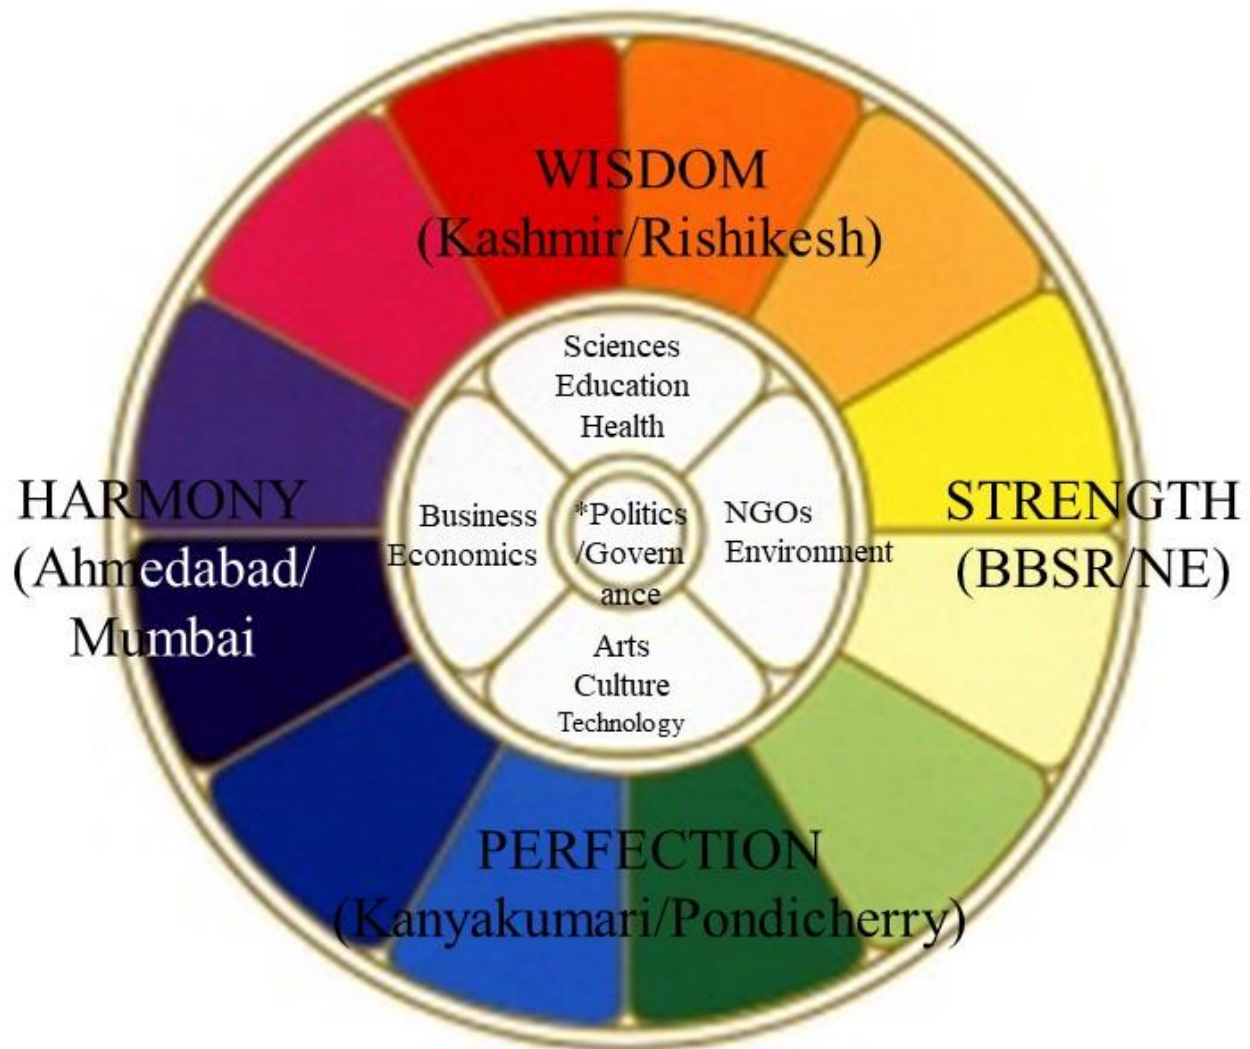 WISDOM
(Kashmir/Rishikesh)
Sciences
Education
Health
HARMONY
(Ahmedabad/
Mumbai
Business
Economics
*Politics
/Govern
ance
NGOs
Environment
STRENGTH
(BBSR/NE)
Arts
Culture
Technology
PERFECTION
(Kanyakumari/Pondicherry)